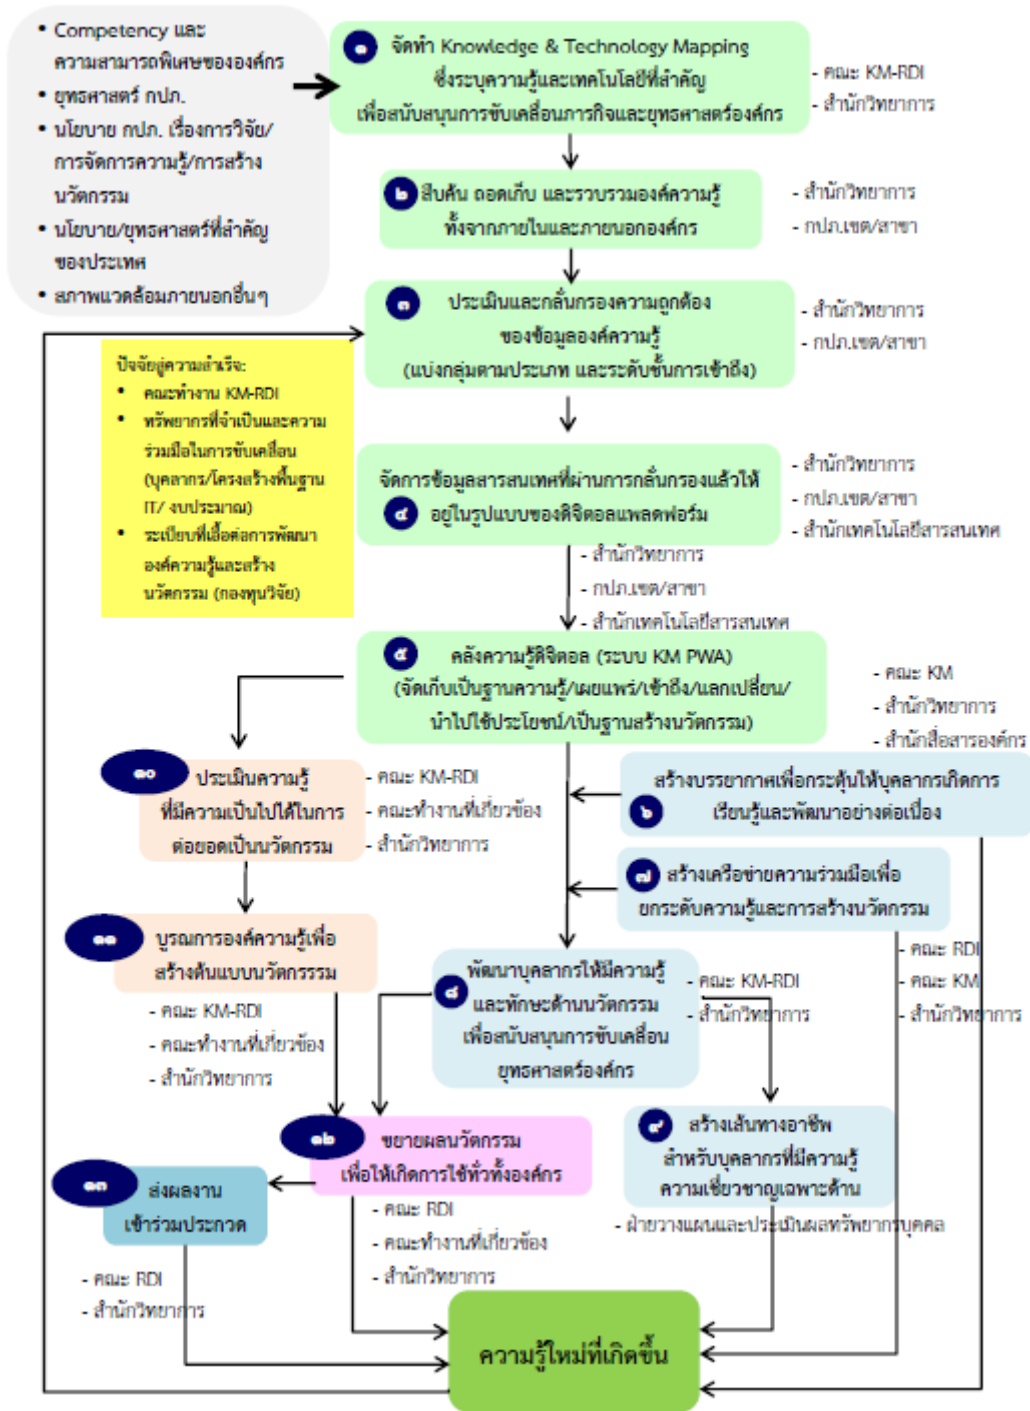 • Competency และ
ความสามารถพิเศษขององค์กร
• ยุทธศาสตร์ กปภ.
• นโยบาย กปภ. เรื่องการวิจัย/
การจัดการความรู้/การสร้าง
นวัตกรรม
• นโยบาย/ยุทธศาสตร์ที่สำคัญ
ของประเทศ
• สภาพแวดล้อมภายนอกอื่นๆ
๑ จัดทำ Knowledge & Technology Mapping
ซึ่งระบุความรู้และเทคโนโลยีที่สำคัญ
เพื่อสนับสนุนการขับเคลื่อนภารกิจและยุทธศาสตร์องค์กร
- คณะ KM-RDI
- สำนักวิทยาการ
๒ สืบค้น ถอดเก็บ และรวบรวมองค์ความรู้
ทั้งจากภายในและภายนอกองค์กร
- สำนักวิทยาการ
- กปภ.เขต/สาขา
๓ ประเมินและกลั่นกรองความถูกต้อง
ของข้อมูลองค์ความรู้
(แบ่งกลุ่มตามประเภท และระดับชั้นการเข้าถึง)
- สำนักวิทยาการ
- กปภ.เขต/สาขา
ปัจจัยสู่ความสำเร็จ:
• คณะทำงาน KM-RDI
• ทรัพยากรที่จำเป็นและความ
ร่วมมือในการขับเคลื่อน
(บุคลากร/โครงสร้างพื้นฐาน
IT/ งบประมาณ)
• ระเบียบที่เอื้อต่อการพัฒนา
องค์ความรู้และสร้าง
นวัตกรรม (กองทุนวิจัย)
จัดการข้อมูลสารสนเทศที่ผ่านการกลั่นกรองแล้วให้
๔ อยู่ในรูปแบบของดิจิตอลแพลตฟอร์ม
- สำนักวิทยาการ
- กปภ.เขต/สาขา
- สำนักเทคโนโลยีสารสนเทศ
- สำนักวิทยาการ
- กปภ.เขต/สาขา
- สำนักเทคโนโลยีสารสนเทศ
๕ คลังความรู้ดิจิตอล (ระบบ KM PWA)
(จัดเก็บเป็นฐานความรู้/เผยแพร่/เข้าถึง/แลกเปลี่ยน/
นำไปใช้ประโยชน์/เป็นฐานสร้างนวัตกรรม)
- คณะ KM
- สำนักวิทยาการ
- สำนักสื่อสารองค์กร
๑๐ ประเมินความรู้
ที่มีความเป็นไปได้ในการ
ต่อยอดเป็นนวัตกรรม
- คณะ KM-RDI
- คณะทำงานที่เกี่ยวข้อง
- สำนักวิทยาการ
สร้างบรรยากาศเพื่อกระตุ้นให้บุคลากรเกิดการ
๖ เรียนรู้และพัฒนาอย่างต่อเนื่อง
๗ สร้างเครือข่ายความร่วมมือเพื่อ
ยกระดับความรู้และการสร้างนวัตกรรม
- คณะ RDI
- คณะ KM
- สำนักวิทยาการ
๑๑ บูรณการองค์ความรู้เพื่อ
สร้างต้นแบบนวัตกรรรม
- คณะ KM-RDI
- คณะทำงานที่เกี่ยวข้อง
- สำนักวิทยาการ
๘ พัฒนาบุคลากรให้มีความรู้
และทักษะด้านนวัตกรรม
เพื่อสนับสนุนการขับเคลื่อน
ยุทธศาสตร์องค์กร
- คณะ KM-RDI
- สำนักวิทยาการ
๑๒ ขยายผลนวัตกรรม
เพื่อให้เกิดการใช้ทั่วทั้งองค์กร
- คณะ RDI
- คณะทำงานที่เกี่ยวข้อง
- สำนักวิทยาการ
๙ สร้างเส้นทางอาชีพ
สำหรับบุคลากรที่มีความรู้
ความเชี่ยวชาญเฉพาะด้าน
- ฝ่ายวางแผนและประเมินผลทรัพยากรบุคคล
๑๓ ส่งผลงาน
เข้าร่วมประกวด
- คณะ RDI
- สำนักวิทยาการ
ความรู้ใหม่ที่เกิดขึ้น